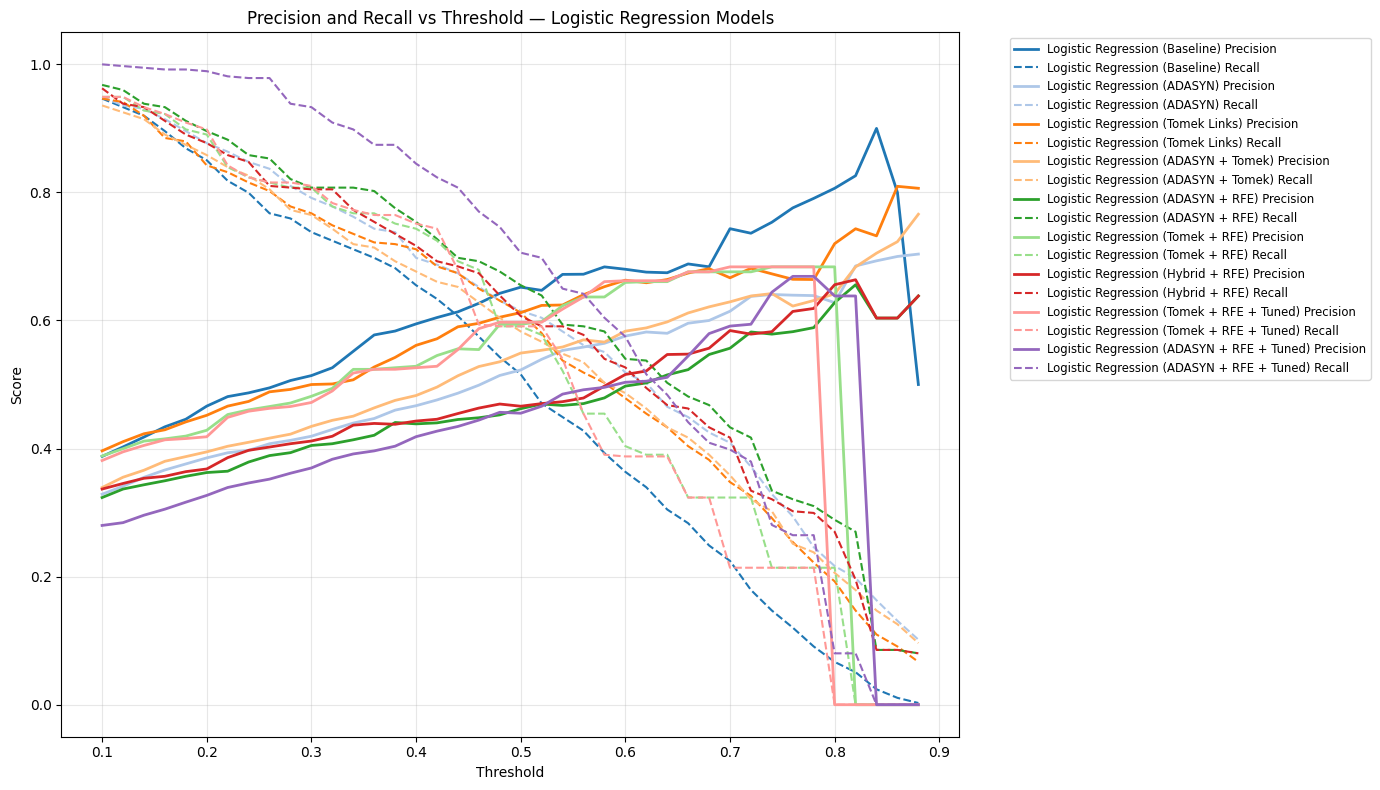 Precision and Recall vs Threshold — Logistic Regression Models
Score
1.0
0.8
0.6
0.4
0.2
0.0
0.1
0.2
0.3
0.4
0.5
0.6
0.7
0.8
0.9
Threshold
Logistic Regression (Baseline) Precision
Logistic Regression (Baseline) Recall
Logistic Regression (ADASYN) Precision
Logistic Regression (ADASYN) Recall
Logistic Regression (Tomek Links) Precision
Logistic Regression (Tomek Links) Recall
Logistic Regression (ADASYN + Tomek) Precision
Logistic Regression (ADASYN + Tomek) Recall
Logistic Regression (ADASYN + RFE) Precision
Logistic Regression (ADASYN + RFE) Recall
Logistic Regression (Tomek + RFE) Precision
Logistic Regression (Tomek + RFE) Recall
Logistic Regression (Hybrid + RFE) Precision
Logistic Regression (Hybrid + RFE) Recall
Logistic Regression (Tomek + RFE + Tuned) Precision
Logistic Regression (Tomek + RFE + Tuned) Recall
Logistic Regression (ADASYN + RFE + Tuned) Precision
Logistic Regression (ADASYN + RFE + Tuned) Recall